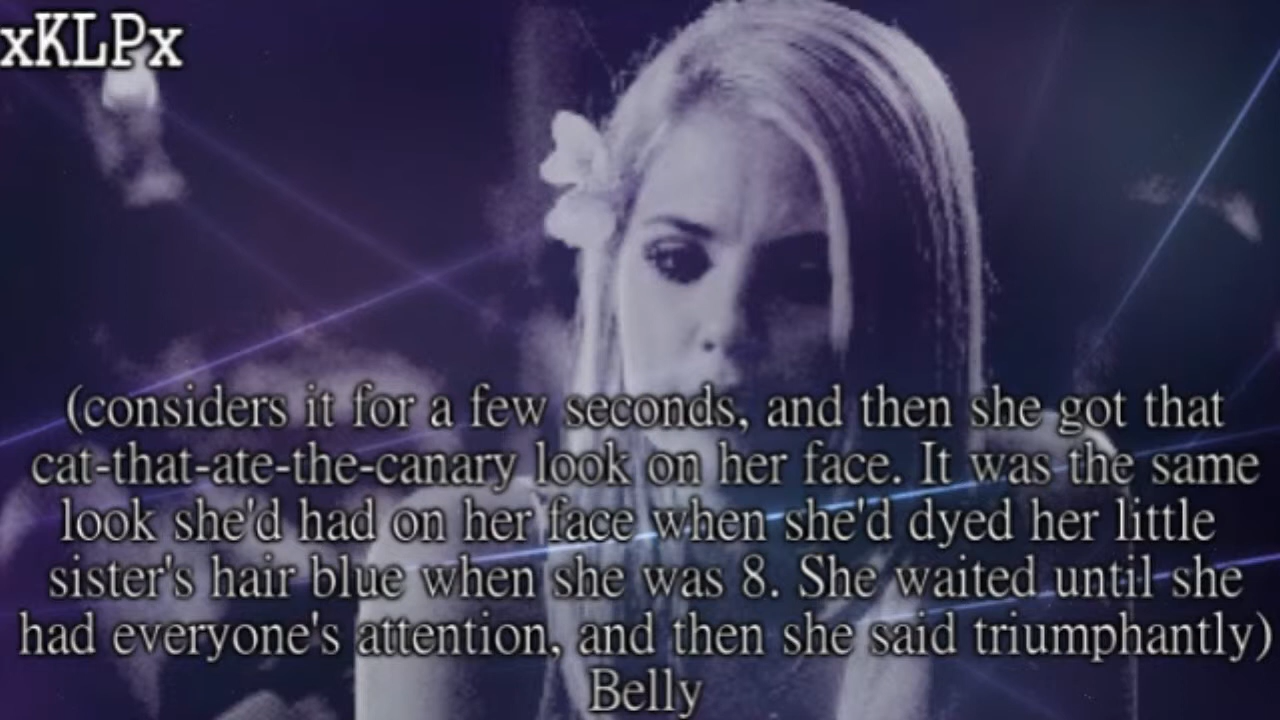 xKLPx
(considers it for a few seconds, and then she got that
cat-that-ate-the-canary look on her face. It was the same
look she'd had on her face when she'd dyed her little
sister's hair blue when she was 8. She waited until she
had everyone's attention, and then she said triumphantly)
Belly